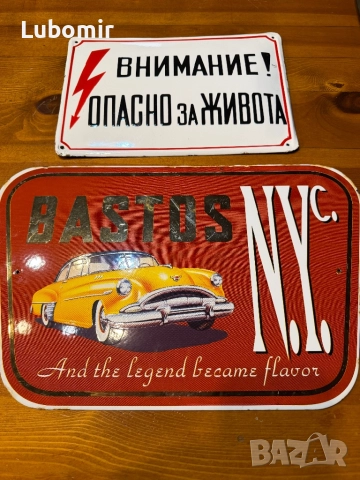 Lubomir
ВНИМАНИЕ!
ОПАСНО ЗА ЖИВОТА
BASTOS
N.Y.C.
And the legend became flavor
BAZAR